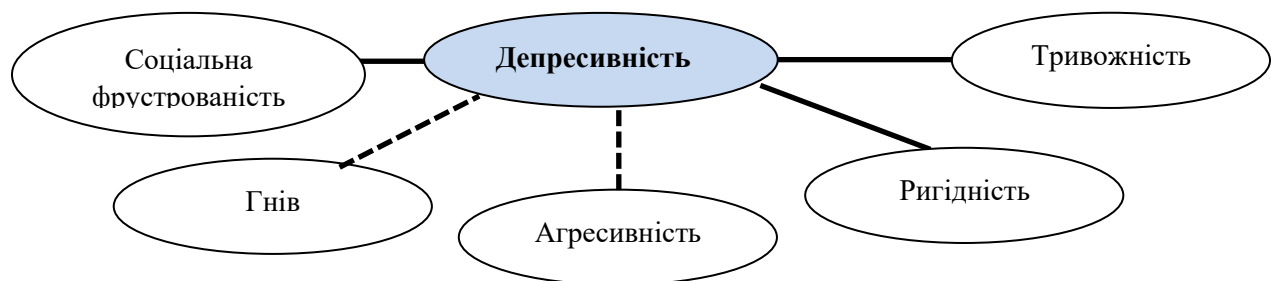 Соціальна
фрустрованість
Депресивність
Тривожність
Гнів
Агресивність
Ригідність